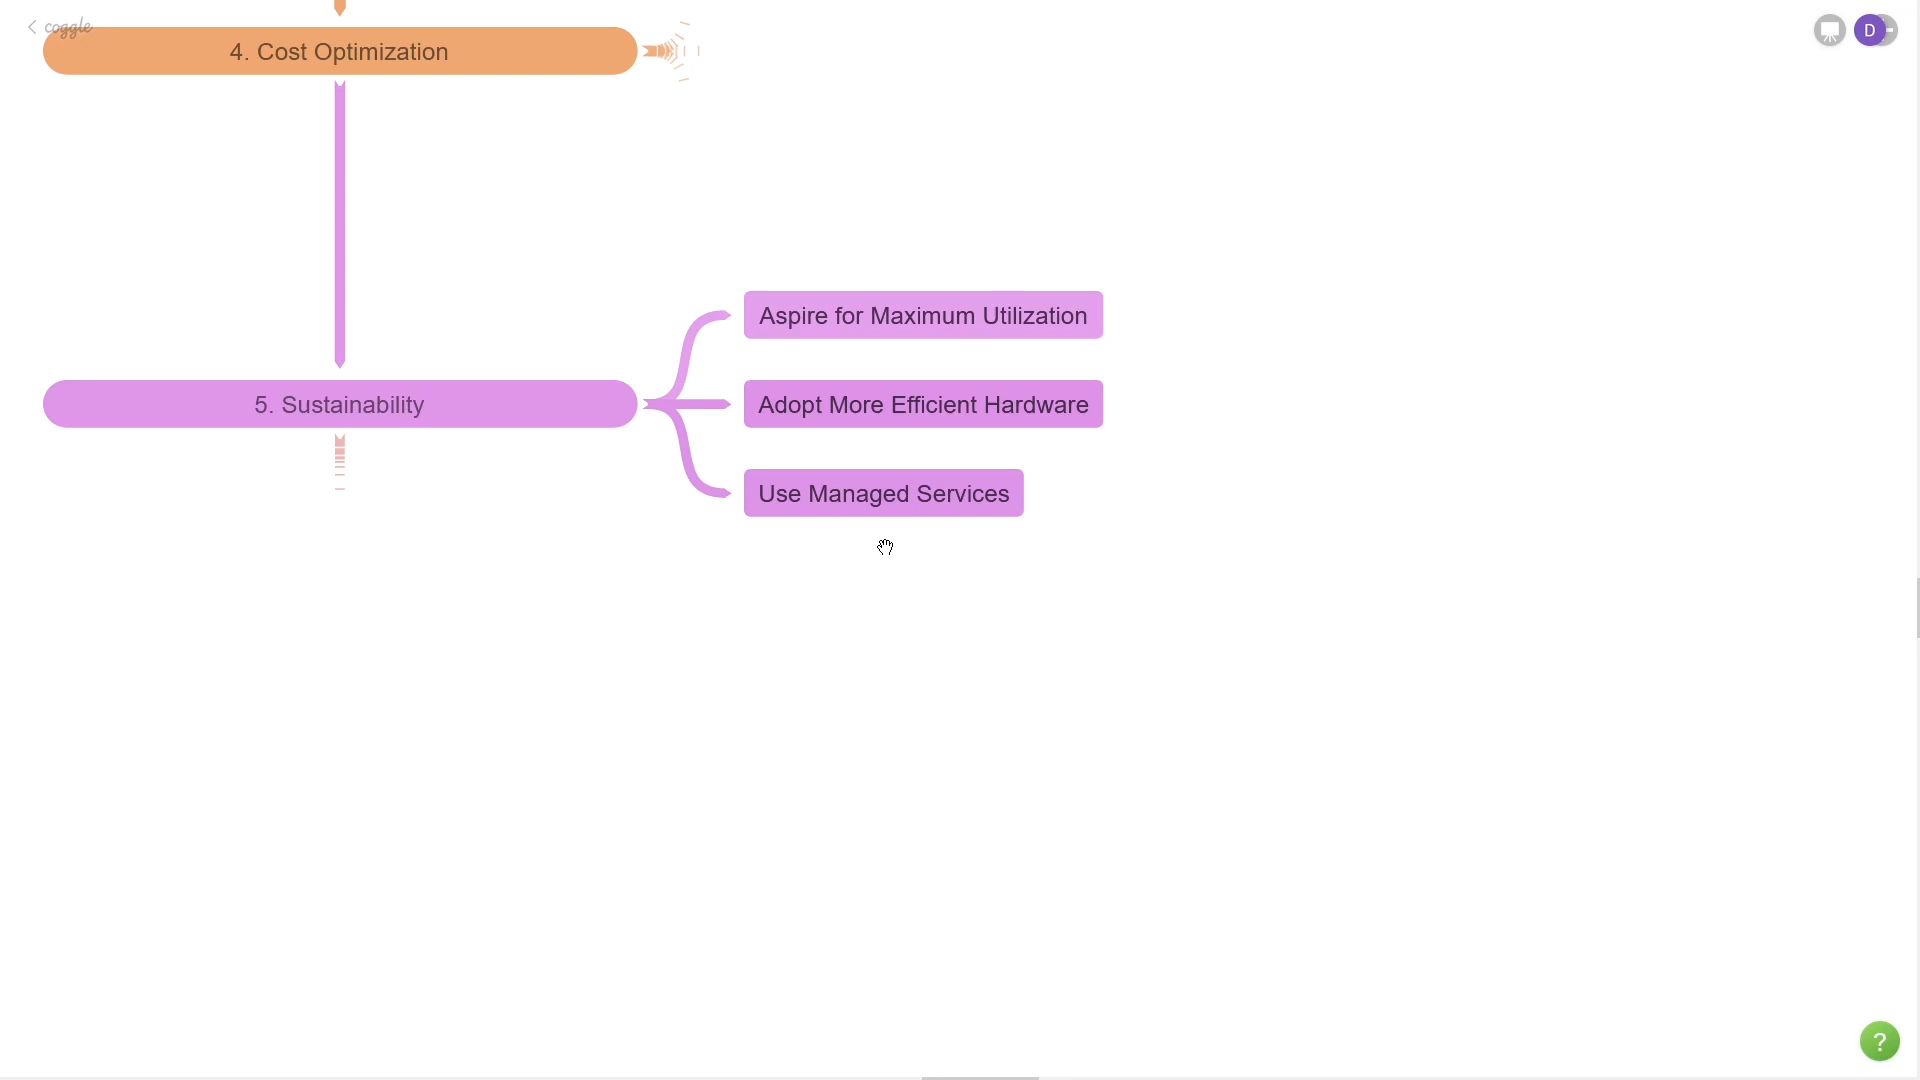 coggle
4. Cost Optimization
D
Aspire for Maximum Utilization
5. Sustainability
Adopt More Efficient Hardware
Use Managed Services
?